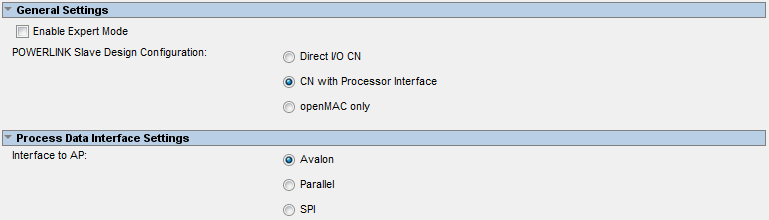 General Settings
Enable Expert Mode
POWERLINK Slave Design Configuration:
Direct I/O CN
CN with Processor Interface
openMAC only
Process Data Interface Settings
Interface to AP:
Avalon
Parallel
SPI